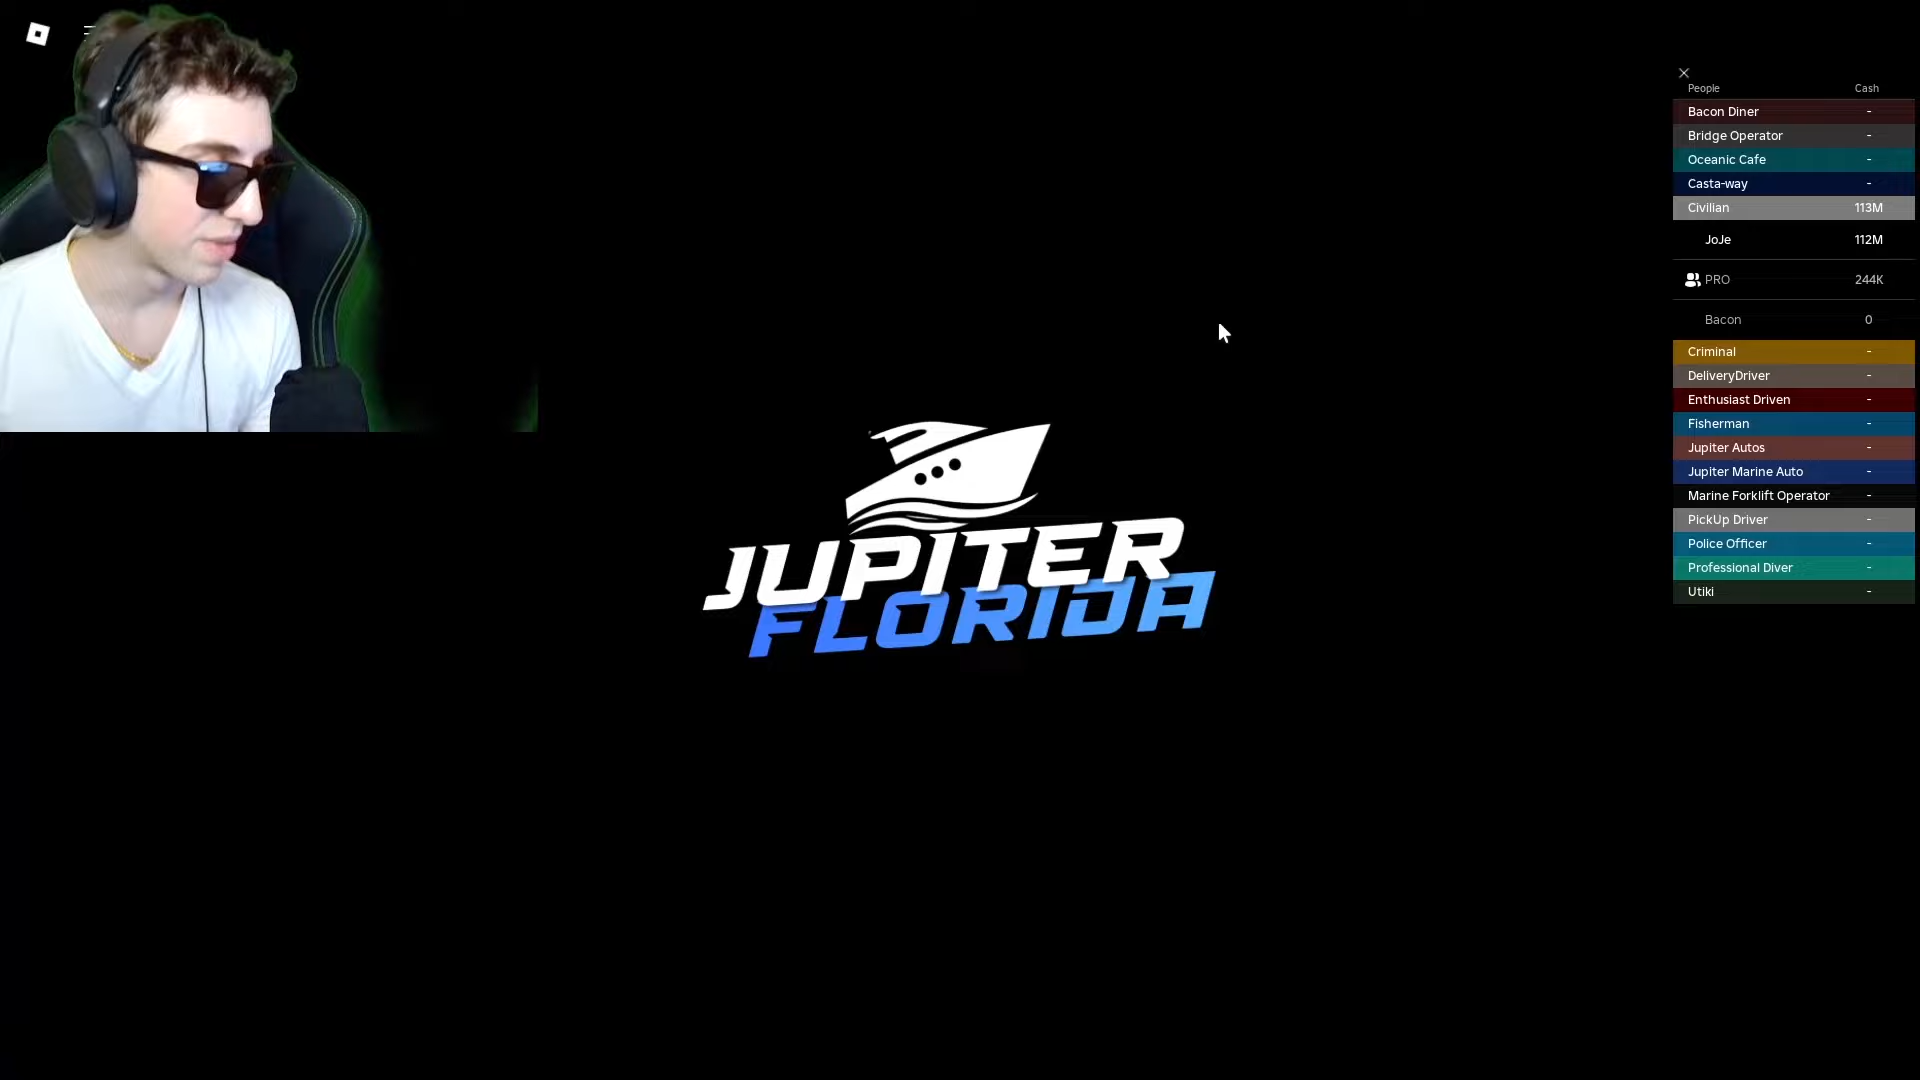 People Cash
Bacon Diner -
Bridge Operator -
Oceanic Cafe -
Casta-way -
Civilian 113M
JoJe 112M
PRO 244K
Bacon 0
Criminal -
DeliveryDriver -
Enthusiast Driven -
Fisherman -
Jupiter Autos -
Jupiter Marine Auto -
Marine Forklift Operator -
PickUp Driver -
Police Officer -
Professional Diver -
Utiki -
JUPITER
FLORIDA